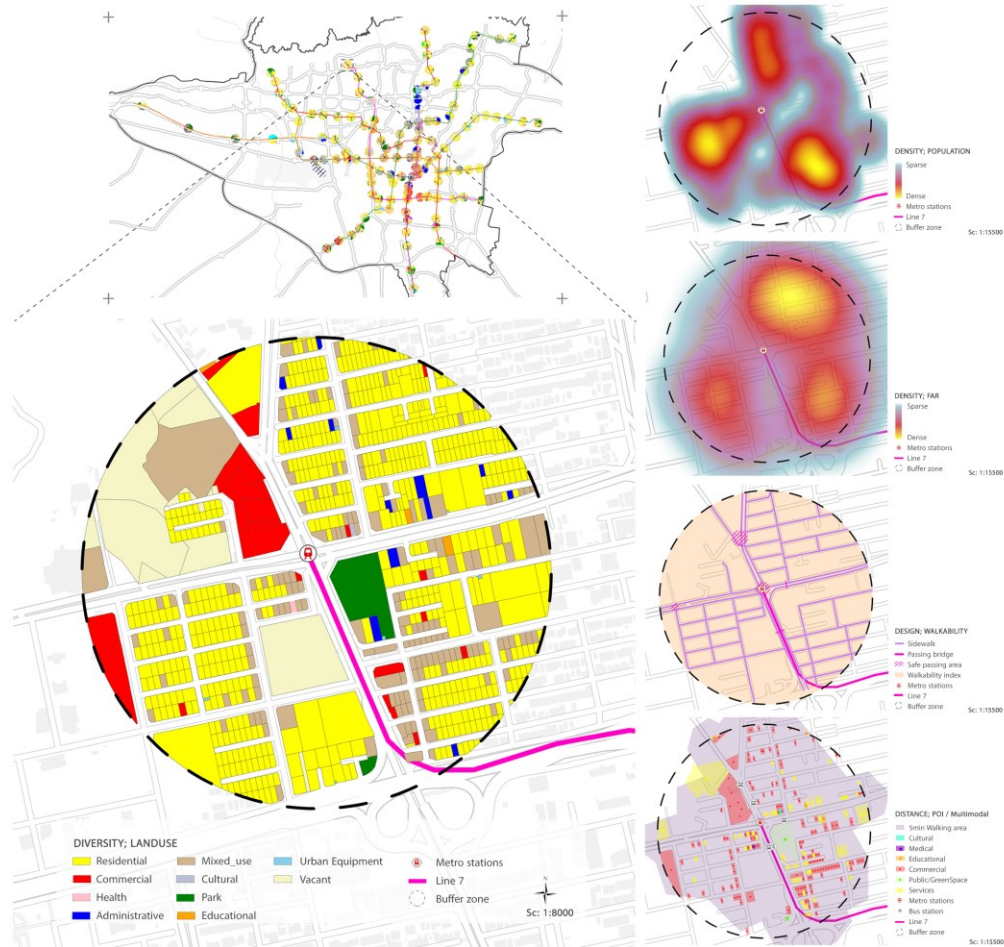 DENSITY; POPULATION
Sparse
Dense
Metro stations
Line 7
Buffer zone
Sc: 1:15500
DENSITY; FAR
Sparse
Dense
Metro stations
Line 7
Buffer zone
Sc: 1:15500
DESIGN; WALKABILITY
Sidewalk
Passing bridge
Safe passing area
Walkability index
Metro stations
Line 7
Buffer zone
Sc: 1:15500
DISTANCE; POI / Multimodal
5min Walking area
Cultural
Medical
Educational
Commercial
Public/GreenSpace
Services
Metro stations
Bus station
Line 7
Buffer zone
Sc: 1:15500
DIVERSITY; LANDUSE
Residential
Commercial
Health
Administrative
Mixed_use
Cultural
Park
Educational
Urban Equipment
Vacant
Metro stations
Line 7
Buffer zone
N
Sc: 1:8000